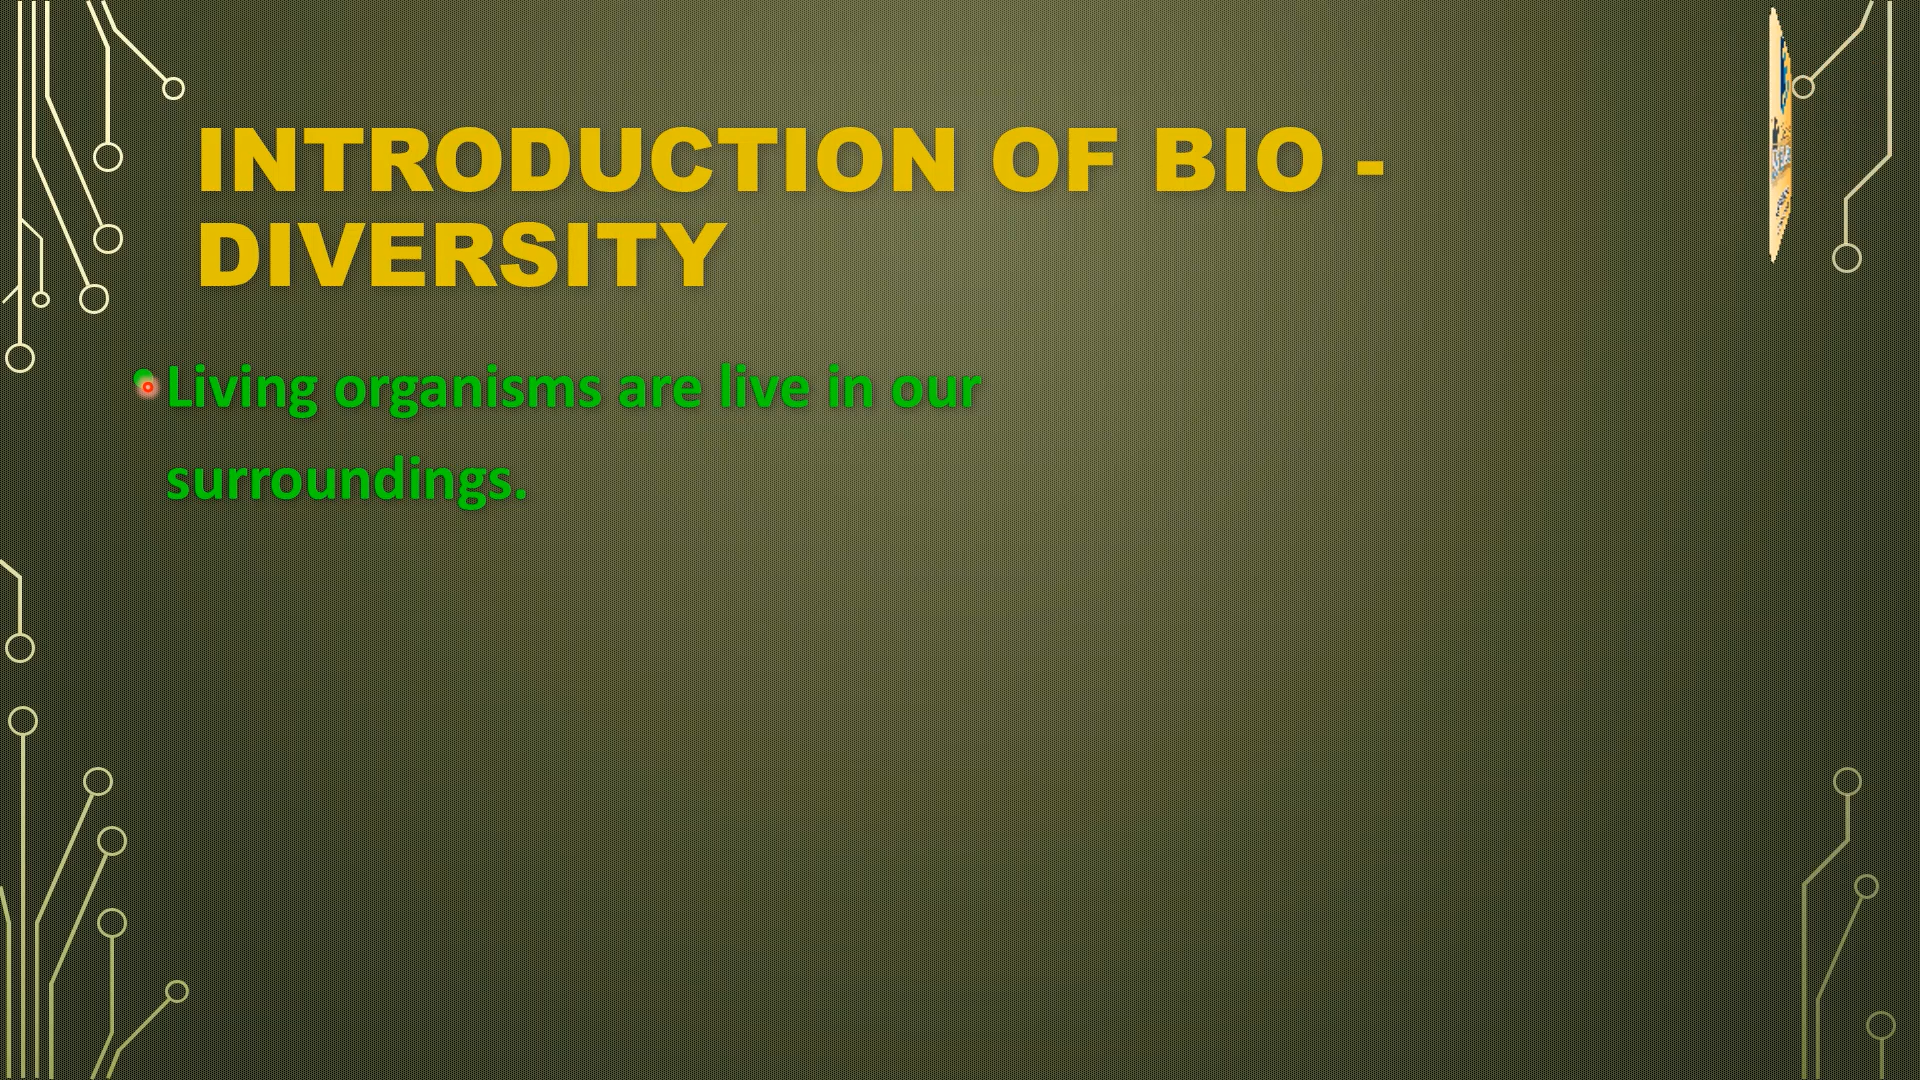 INTRODUCTION OF BIO -
DIVERSITY
• Living organisms are live in our
surroundings.